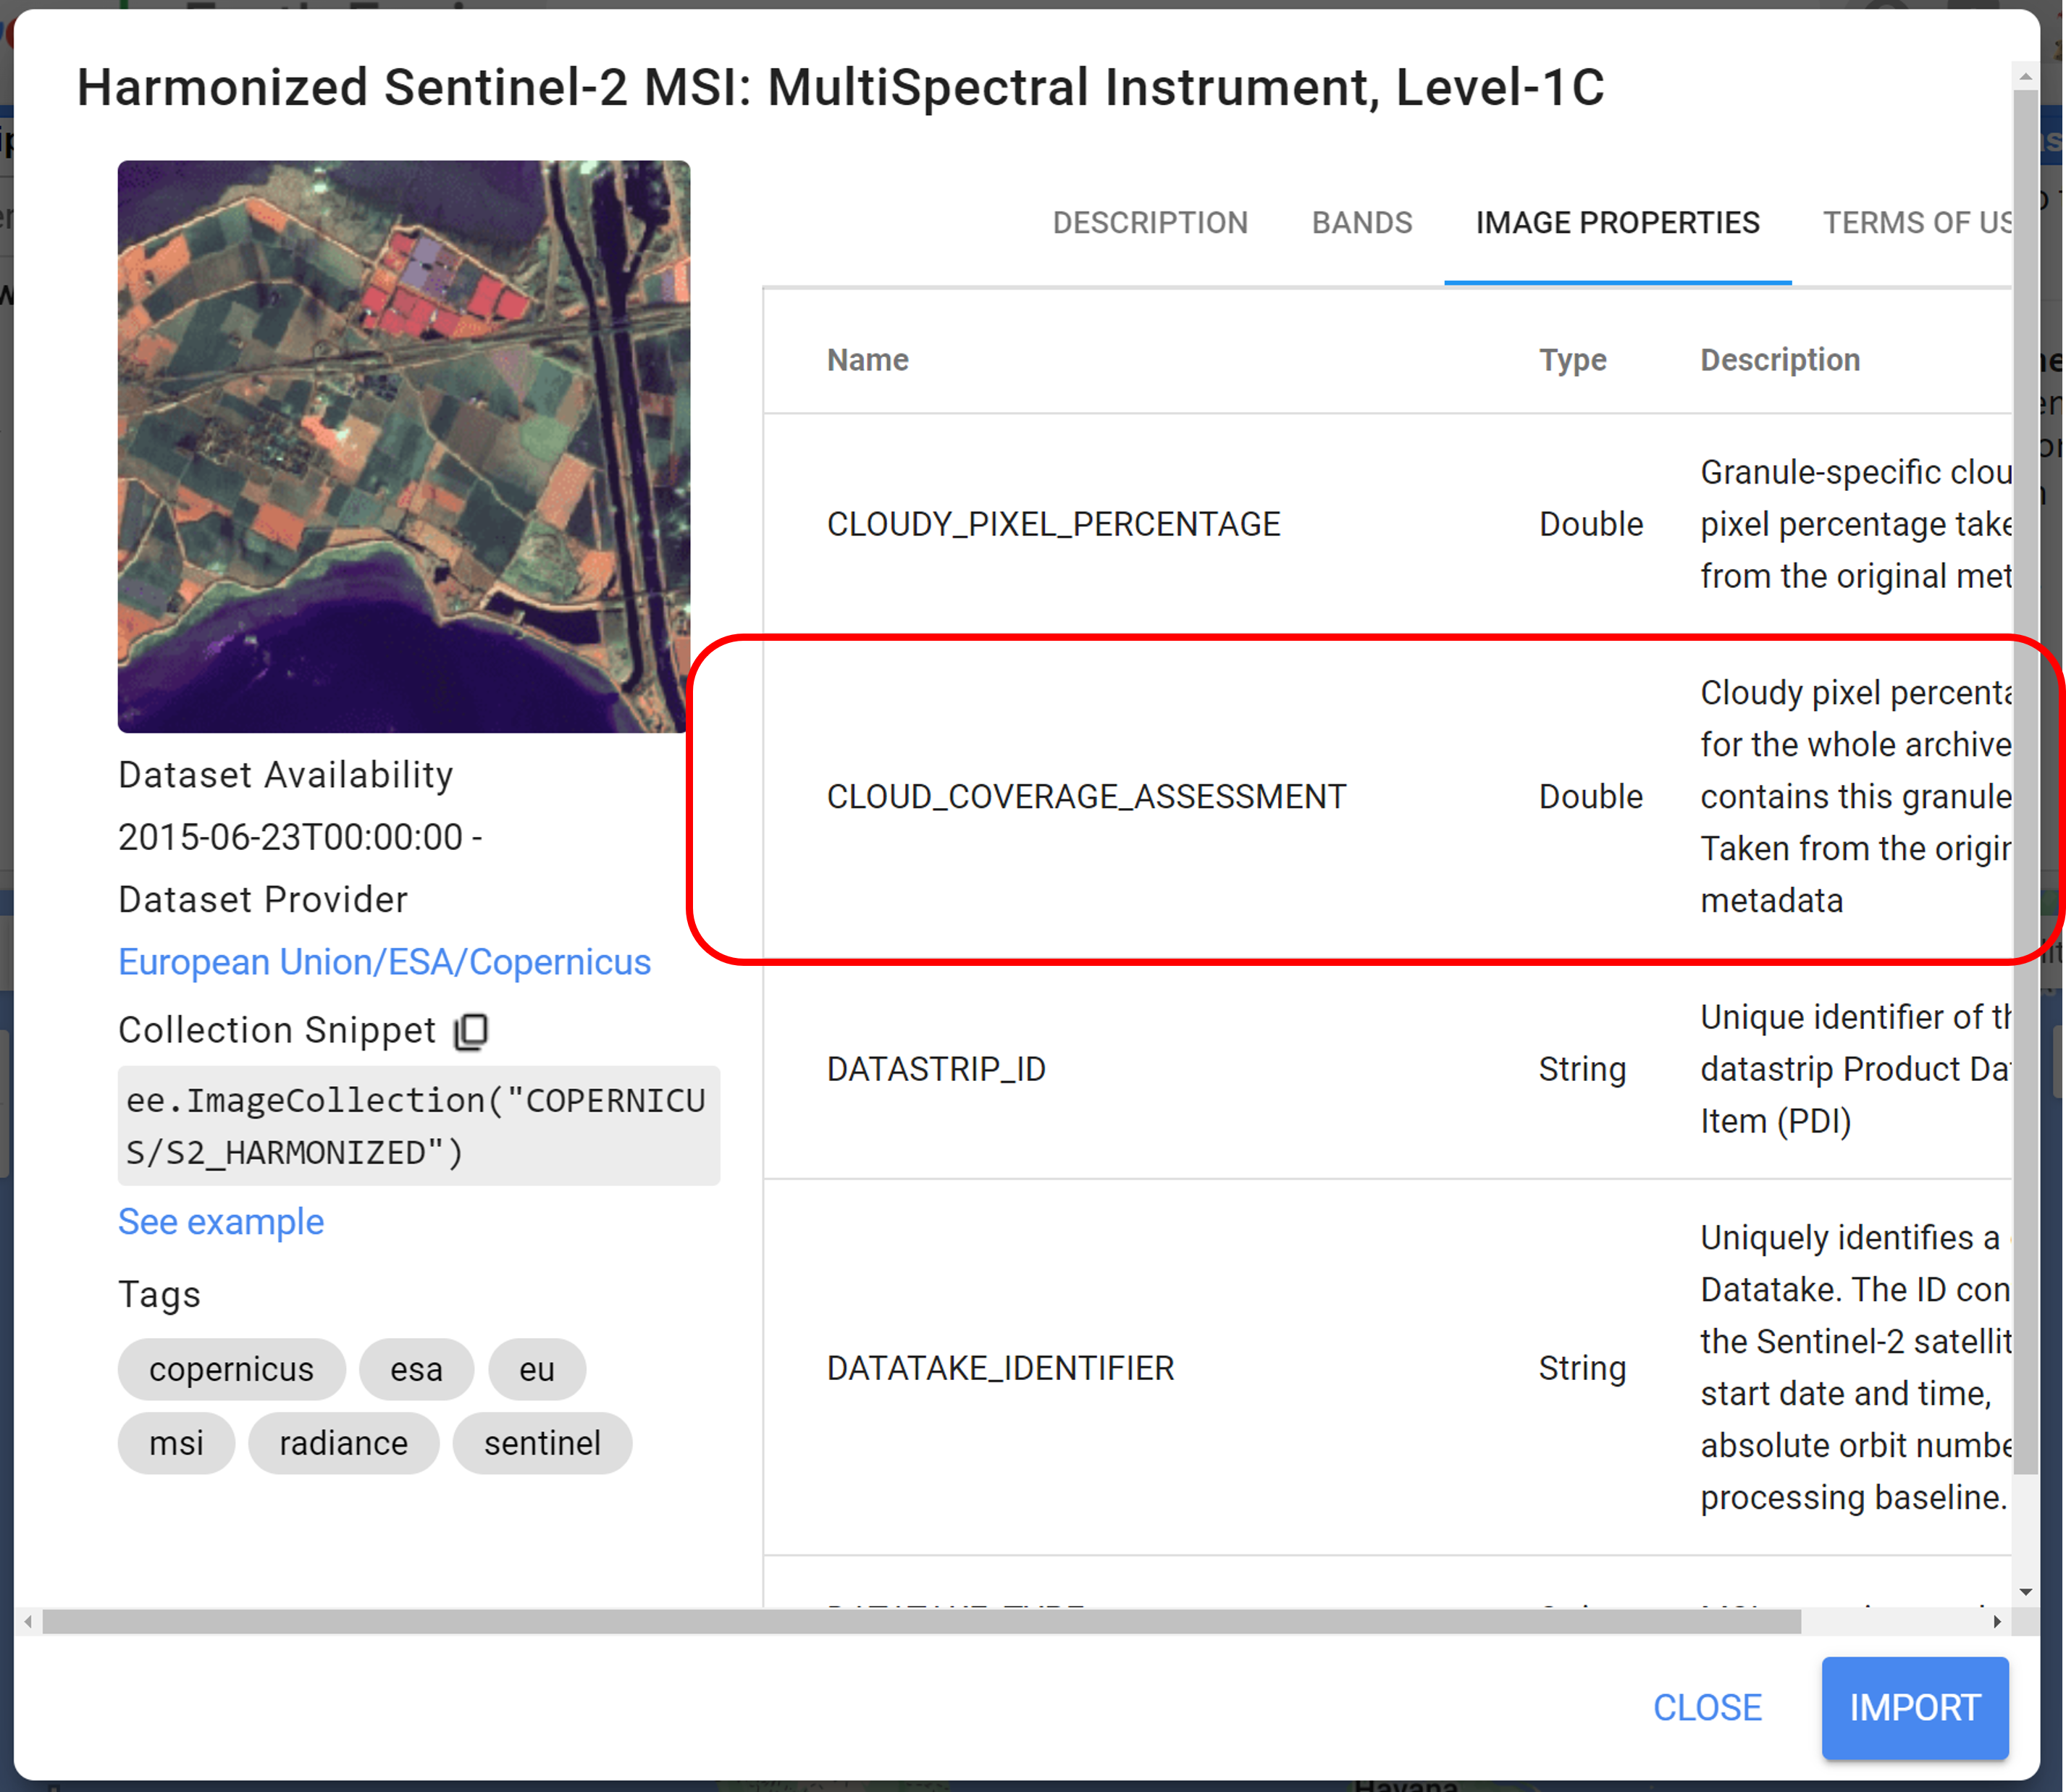 Harmonized Sentinel-2 MSI: MultiSpectral Instrument, Level-1C
DESCRIPTION BANDS IMAGE PROPERTIES TERMS OF US
Name Type Description
CLOUDY_PIXEL_PERCENTAGE Double Granule-specific clou
pixel percentage take
from the original met
CLOUD_COVERAGE_ASSESSMENT Double Cloudy pixel percenta
for the whole archive
contains this granule
Taken from the origin
metadata
DATASTRIP_ID String Unique identifier of th
datastrip Product Dat
Item (PDI)
DATATAKE_IDENTIFIER String Uniquely identifies a
Datatake. The ID con
the Sentinel-2 satellit
start date and time,
absolute orbit numbe
processing baseline.
Dataset Availability
2015-06-23T00:00:00 -
Dataset Provider
European Union/ESA/Copernicus
Collection Snippet
ee.ImageCollection("COPERNICU
S/S2_HARMONIZED")
See example
Tags
copernicus esa eu
msi radiance sentinel
CLOSE IMPORT